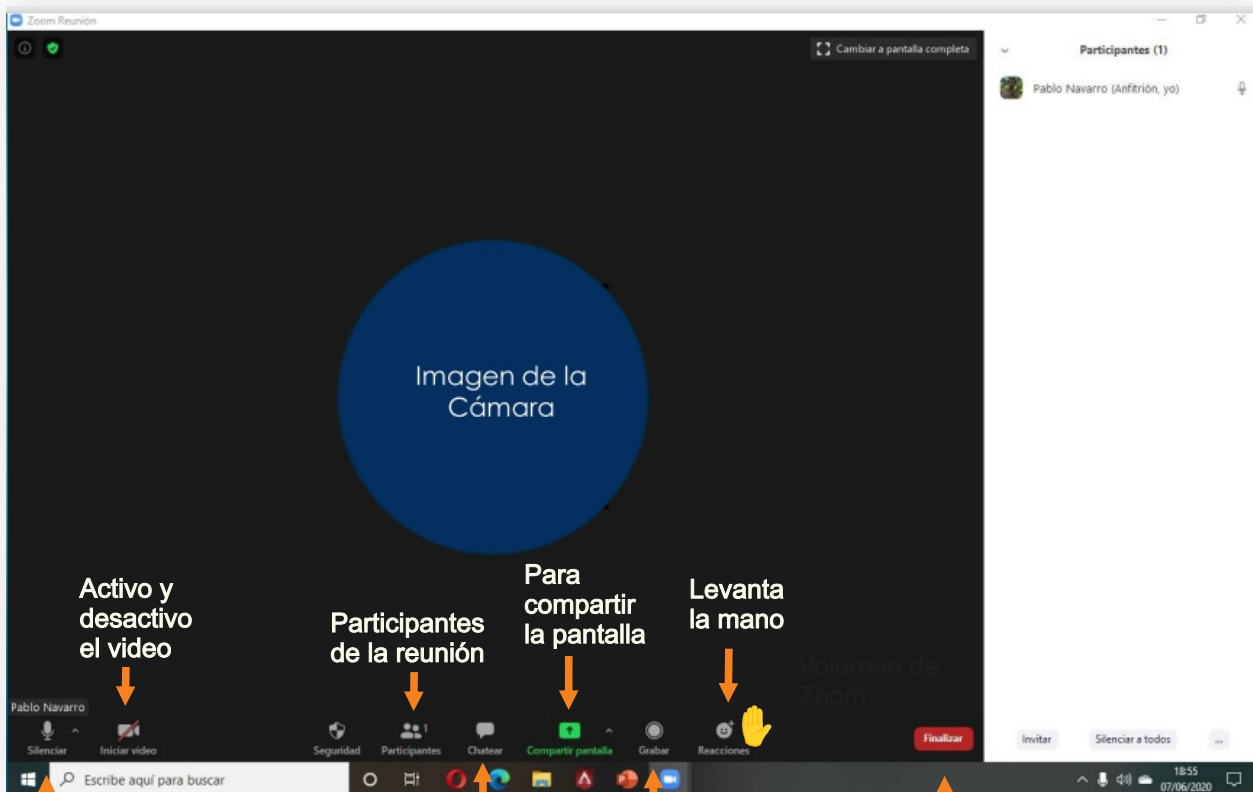 Zoom Reunión
Cambiar a pantalla completa
Participantes (1)
Pablo Navarro (Anfitrión, yo)
Imagen de la
Cámara
Activo y
desactivo
el video
Participantes
de la reunión
Para
compartir
la pantalla
Levanta
la mano
Volumen de
Zoom
Pablo Navarro
Silenciar
Iniciar video
Seguridad
1
Participantes
Chatear
Compartir pantalla
Grabar
Reacciones
Finalizar
Invitar
Silenciar a todos
...
Escribe aquí para buscar
18:55
07/06/2020